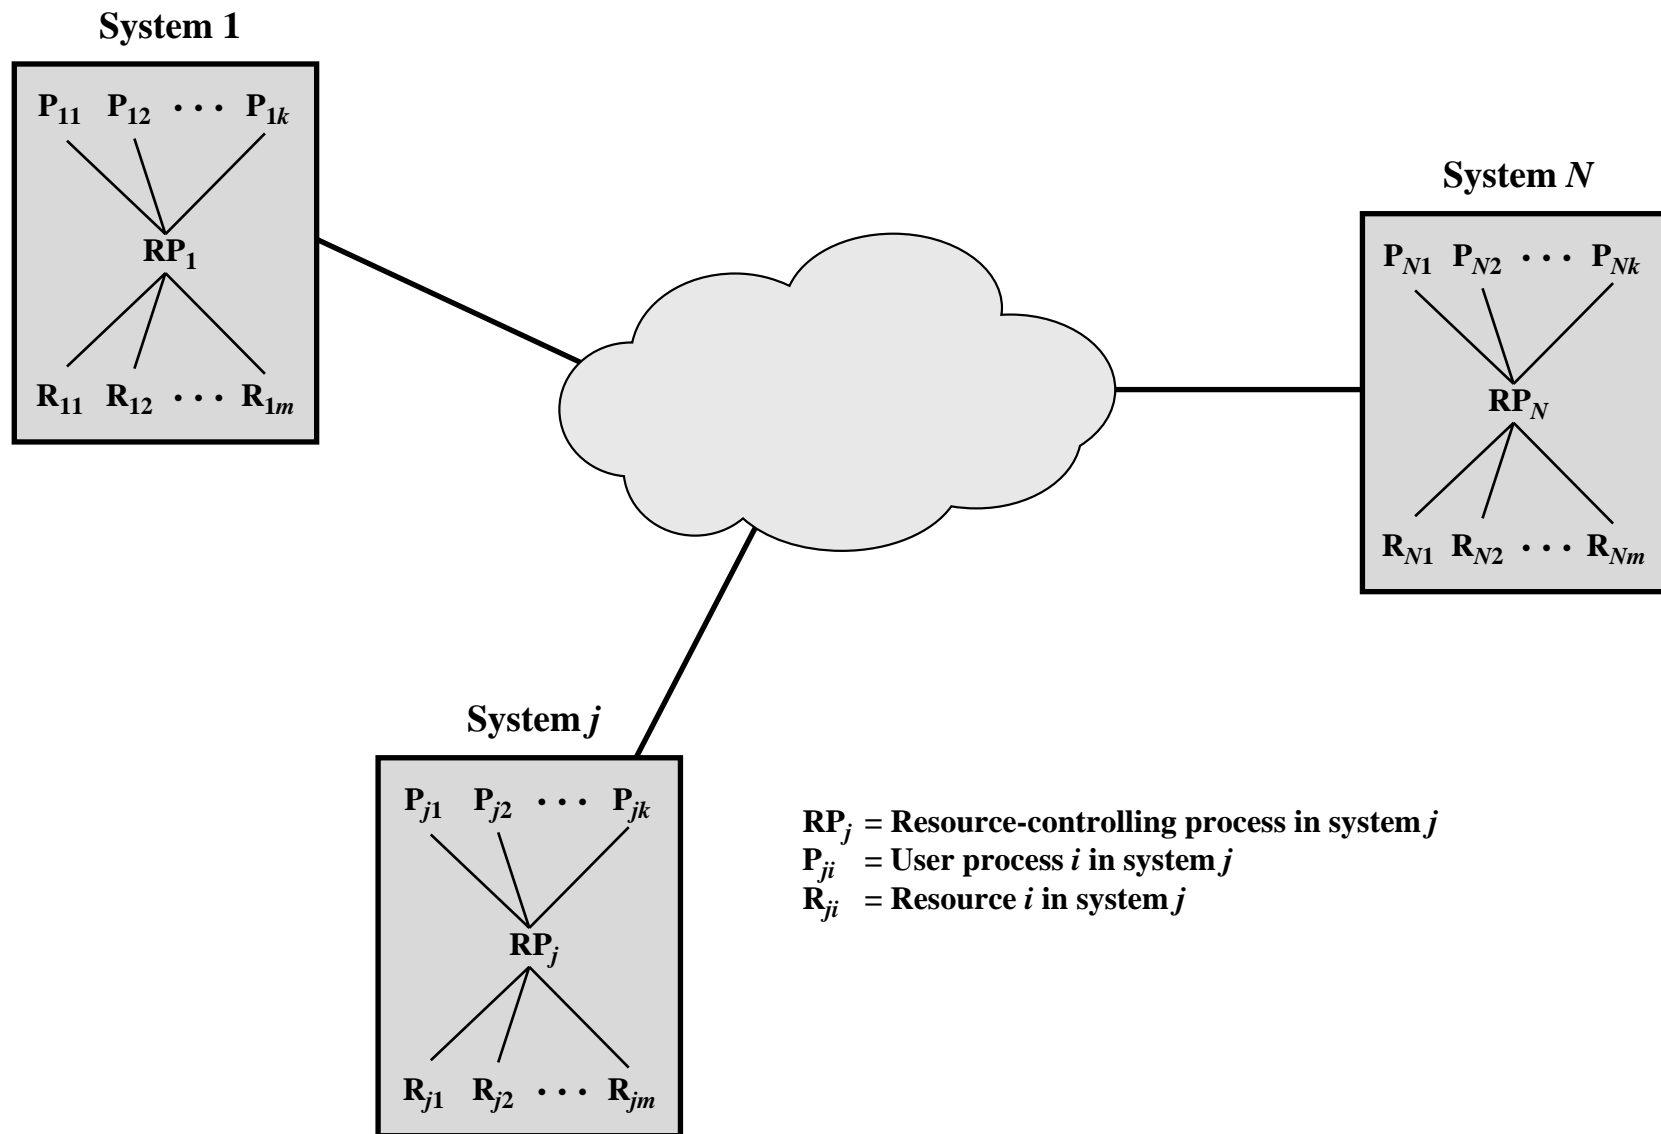 System 1
P11 P12 • • • P1k
RP1
R11 R12 • • • R1m
System N
PN1 PN2 • • • PNk
RPN
RN1 RN2 • • • RNm
System j
Pj1 Pj2 • • • Pjk
RPj
Rj1 Rj2 • • • Rjm
RPj = Resource-controlling process in system j
Pji = User process i in system j
Rji = Resource i in system j